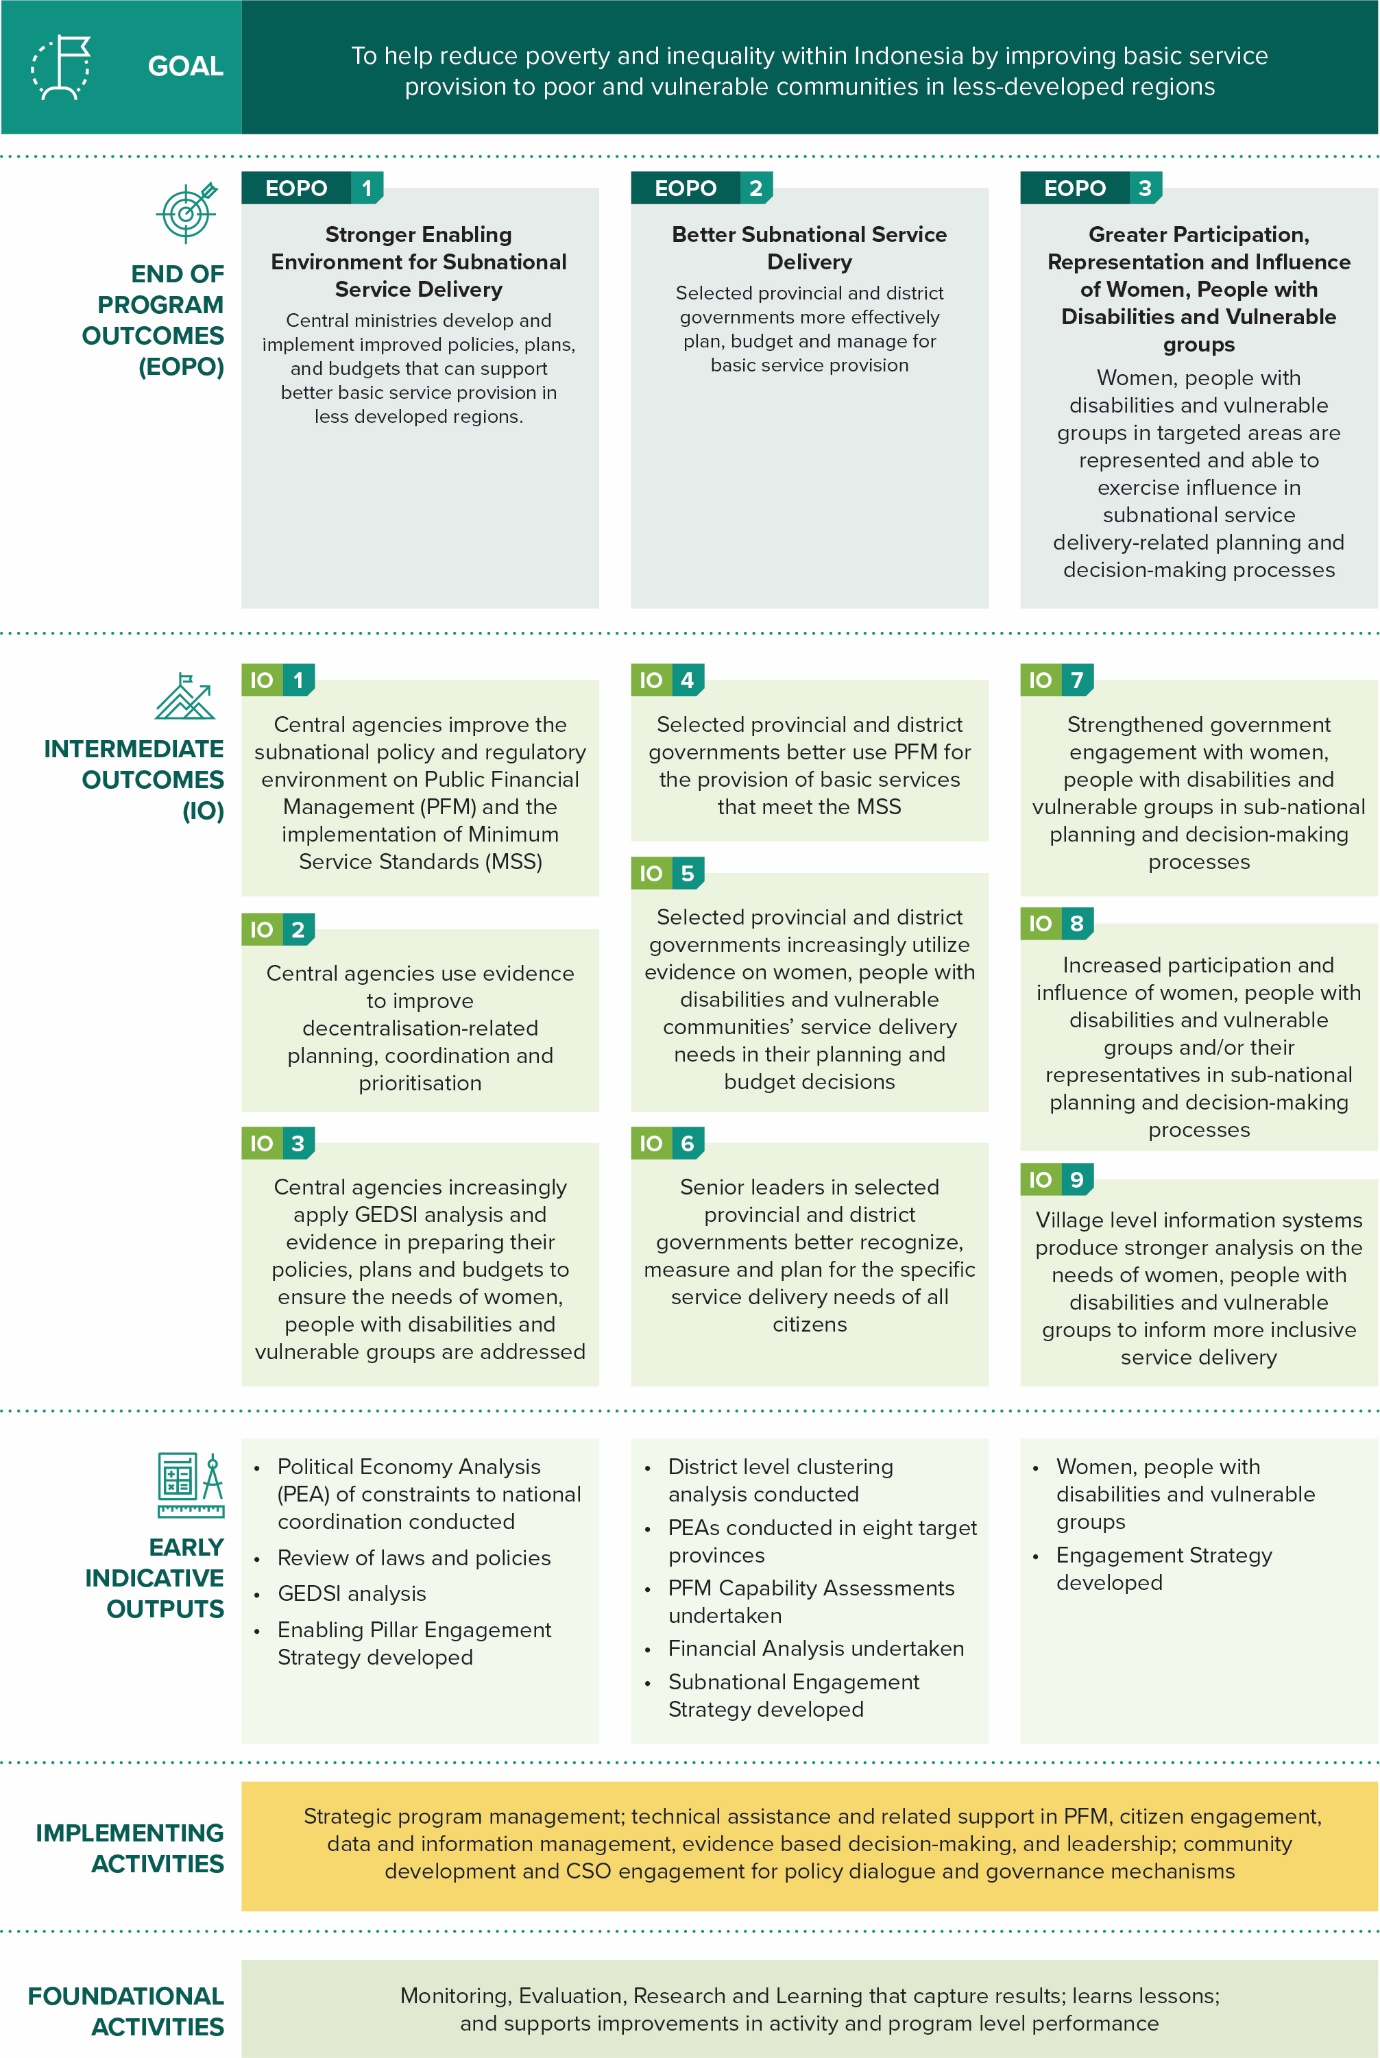 GOAL
To help reduce poverty and inequality within Indonesia by improving basic service
provision to poor and vulnerable communities in less-developed regions
END OF
PROGRAM
OUTCOMES
(EOPO)
EOPO 1
Stronger Enabling
Environment for Subnational
Service Delivery
Central ministries develop and
implement improved policies, plans,
and budgets that can support
better basic service provision in
less developed regions.
EOPO 2
Better Subnational Service
Delivery
Selected provincial and district
governments more effectively
plan, budget and manage for
basic service provision
EOPO 3
Greater Participation,
Representation and Influence
of Women, People with
Disabilities and Vulnerable
groups
Women, people with
disabilities and vulnerable
groups in targeted areas are
represented and able to
exercise influence in
subnational service
delivery-related planning and
decision-making processes
INTERMEDIATE
OUTCOMES
(IO)
IO 1
Central agencies improve the
subnational policy and regulatory
environment on Public Financial
Management (PFM) and the
implementation of Minimum
Service Standards (MSS)
IO 2
Central agencies use evidence
to improve
decentralisation-related
planning, coordination and
prioritisation
IO 3
Central agencies increasingly
apply GEDSI analysis and
evidence in preparing their
policies, plans and budgets to
ensure the needs of women,
people with disabilities and
vulnerable groups are addressed
IO 4
Selected provincial and district
governments better use PFM for
the provision of basic services
that meet the MSS
IO 5
Selected provincial and district
governments increasingly utilize
evidence on women, people with
disabilities and vulnerable
communities’ service delivery
needs in their planning and
budget decisions
IO 6
Senior leaders in selected
provincial and district
governments better recognize,
measure and plan for the specific
service delivery needs of all
citizens
IO 7
Strengthened government
engagement with women,
people with disabilities and
vulnerable groups in sub-national
planning and decision-making
processes
IO 8
Increased participation and
influence of women, people with
disabilities and vulnerable
groups and/or their
representatives in sub-national
planning and decision-making
processes
IO 9
Village level information systems
produce stronger analysis on the
needs of women, people with
disabilities and vulnerable
groups to inform more inclusive
service delivery
EARLY
INDICATIVE
OUTPUTS
• Political Economy Analysis
(PEA) of constraints to national
coordination conducted
• Review of laws and policies
• GEDSI analysis
• Enabling Pillar Engagement
Strategy developed
• District level clustering
analysis conducted
• PEAs conducted in eight target
provinces
• PFM Capability Assessments
undertaken
• Financial Analysis undertaken
• Subnational Engagement
Strategy developed
• Women, people with
disabilities and vulnerable
groups
• Engagement Strategy
developed
IMPLEMENTING
ACTIVITIES
Strategic program management; technical assistance and related support in PFM, citizen engagement,
data and information management, evidence based decision-making, and leadership; community
development and CSO engagement for policy dialogue and governance mechanisms
FOUNDATIONAL
ACTIVITIES
Monitoring, Evaluation, Research and Learning that capture results; learns lessons;
and supports improvements in activity and program level performance